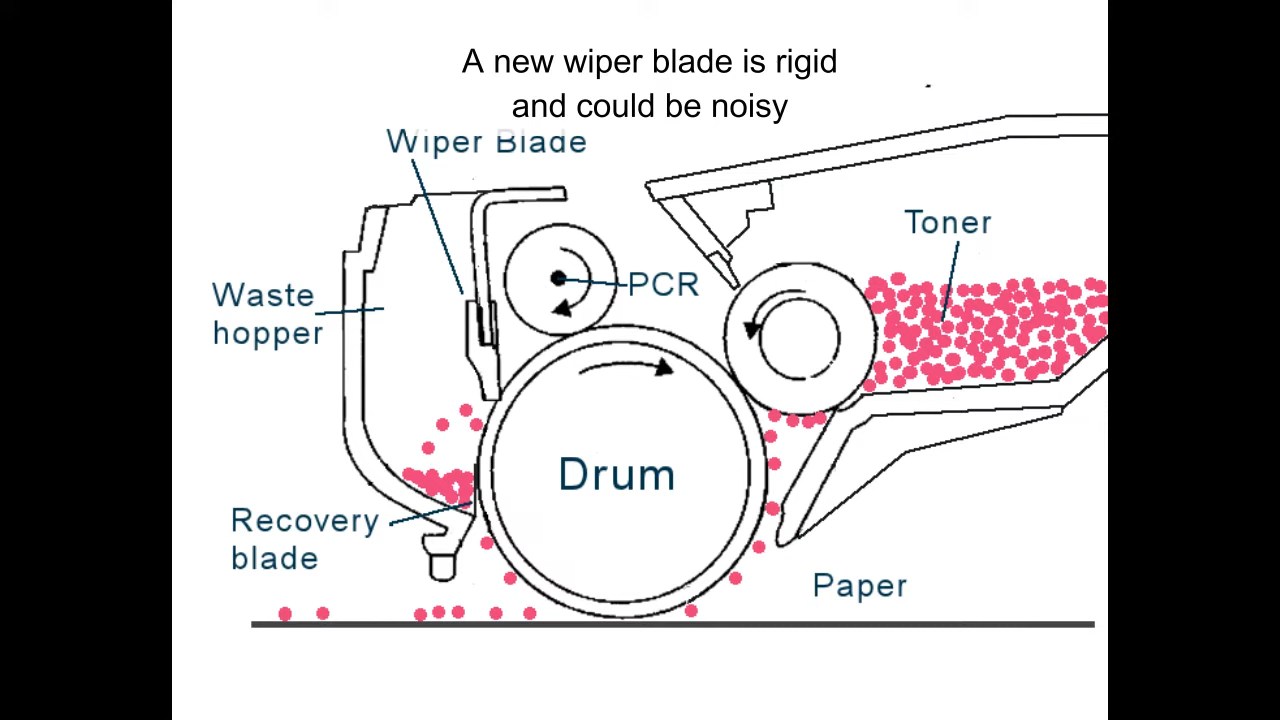 A new wiper blade is rigid
and could be noisy
Wiper Blade
Toner
PCR
Waste
hopper
Drum
Recovery
blade
Paper